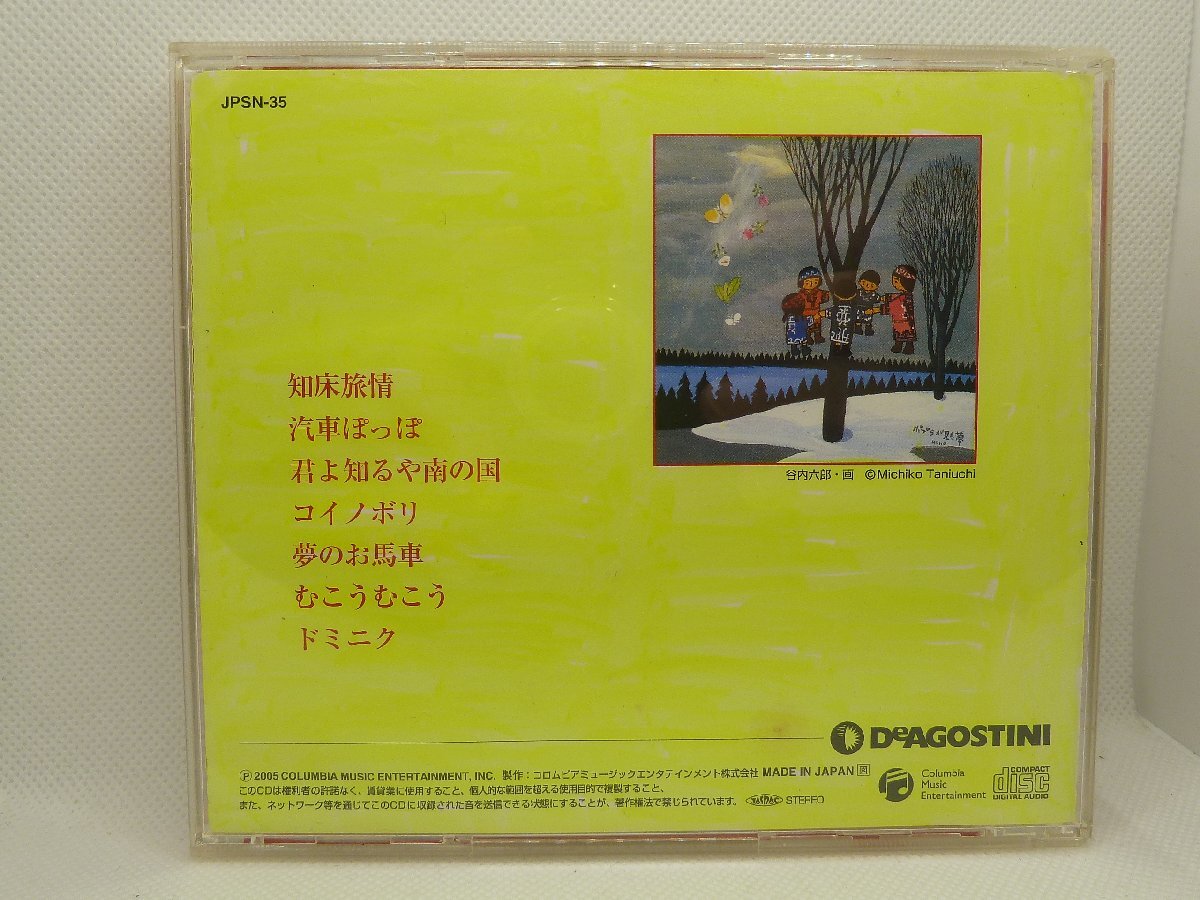 JPSN-35
谷内六郎・画 ©Michiko Taniuchi
知床旅情
汽車ぽっぽ
君よ知るや南の国
コイノボリ
夢のお馬車
むこうむこう
ドミニク
DeAGOSTINI
Ⓟ 2005 COLUMBIA MUSIC ENTERTAINMENT, INC. 製作：コロムビアミュージックエンタテインメント株式会社 MADE IN JAPAN 図
このCDは権利者の許諾なく、賃貸業に使用すること、個人的な範囲を超える使用目的で複製すること、
また、ネットワーク等を通じてこのCDに収録された音を送信できる状態にすることが、著作権法で禁じられています。 JASRAC STEREO
Columbia
Music
Entertainment
COMPACT
disc
DIGITAL AUDIO